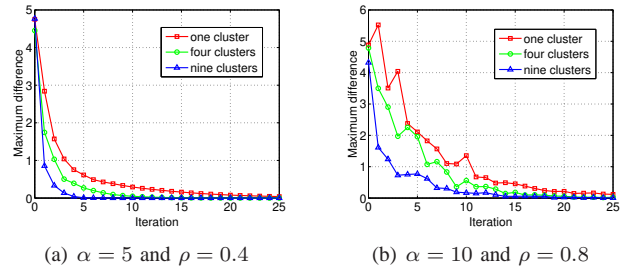 5
4
3
2
1
0
Maximum difference
one cluster
four clusters
nine clusters
0 5 10 15 20 25
Iteration
(a) α = 5 and ρ = 0.4
6
5
4
3
2
1
0
Maximum difference
one cluster
four clusters
nine clusters
0 5 10 15 20 25
Iteration
(b) α = 10 and ρ = 0.8